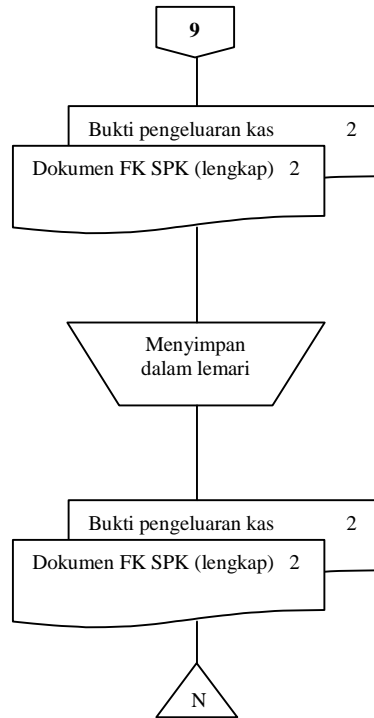 9
Bukti pengeluaran kas 2
Dokumen FK SPK (lengkap) 2
Menyimpan
dalam lemari
Bukti pengeluaran kas 2
Dokumen FK SPK (lengkap) 2
N